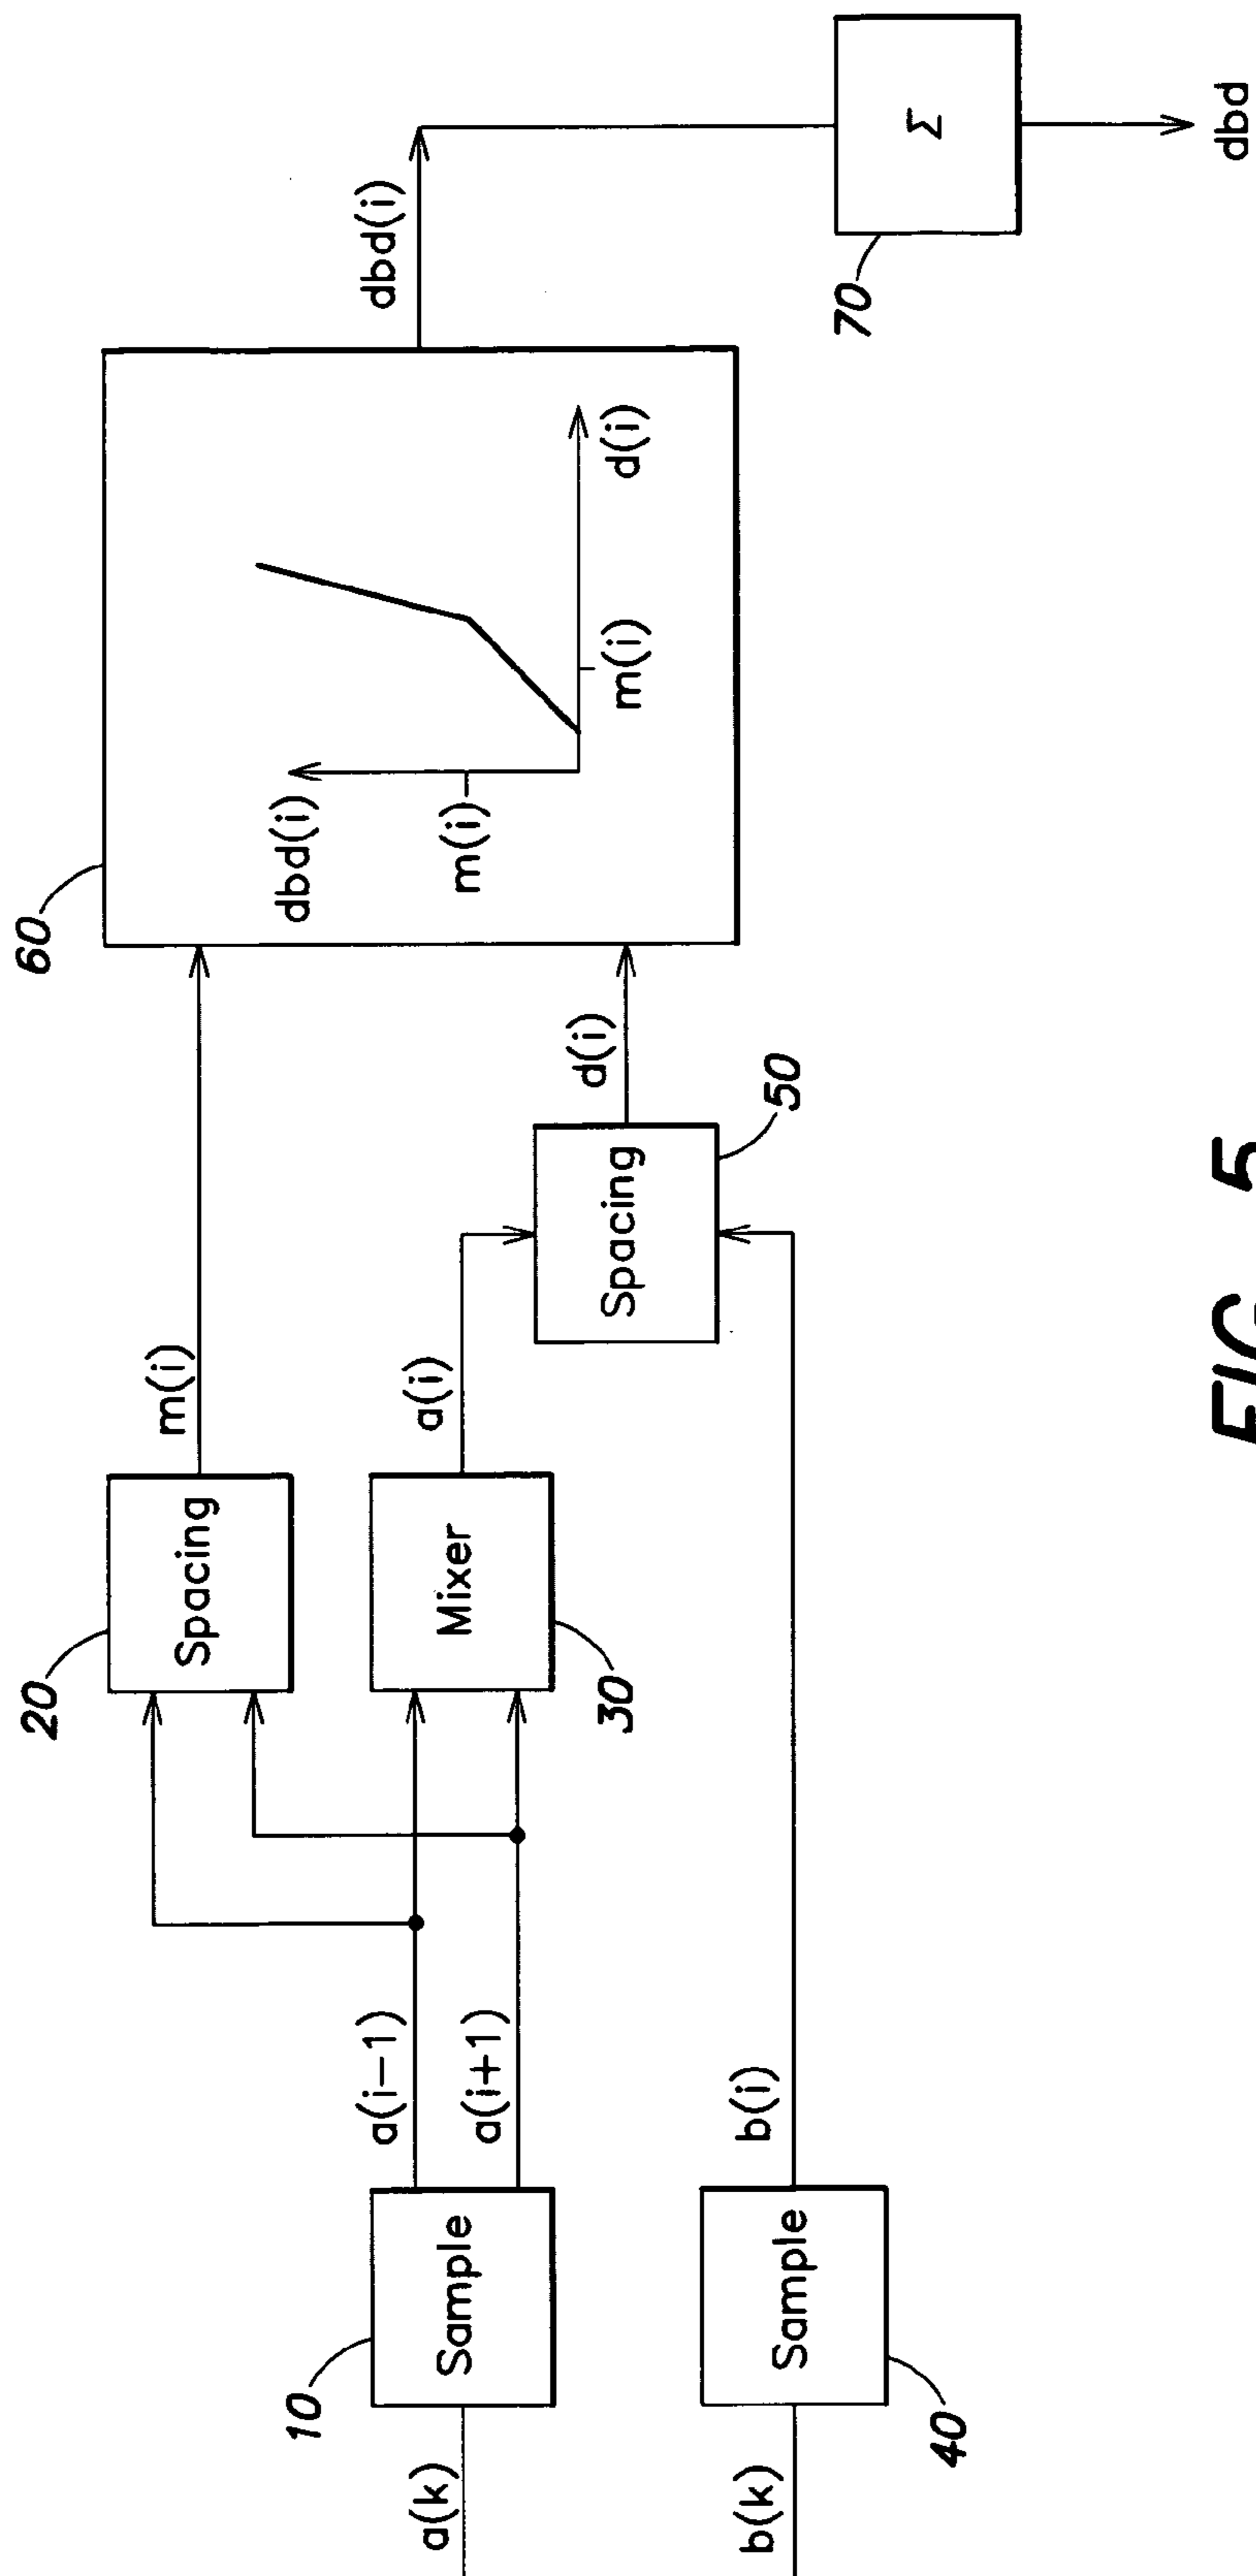 a(k)
10
Sample
a(i-1)
a(i+1)
20
Spacing
m(i)
30
Mixer
a(i)
b(k)
40
Sample
b(i)
50
Spacing
d(i)
60
dbd(i)
m(i)
m(i)
d(i)
dbd(i)
70
Σ
dbd
FIG. 5